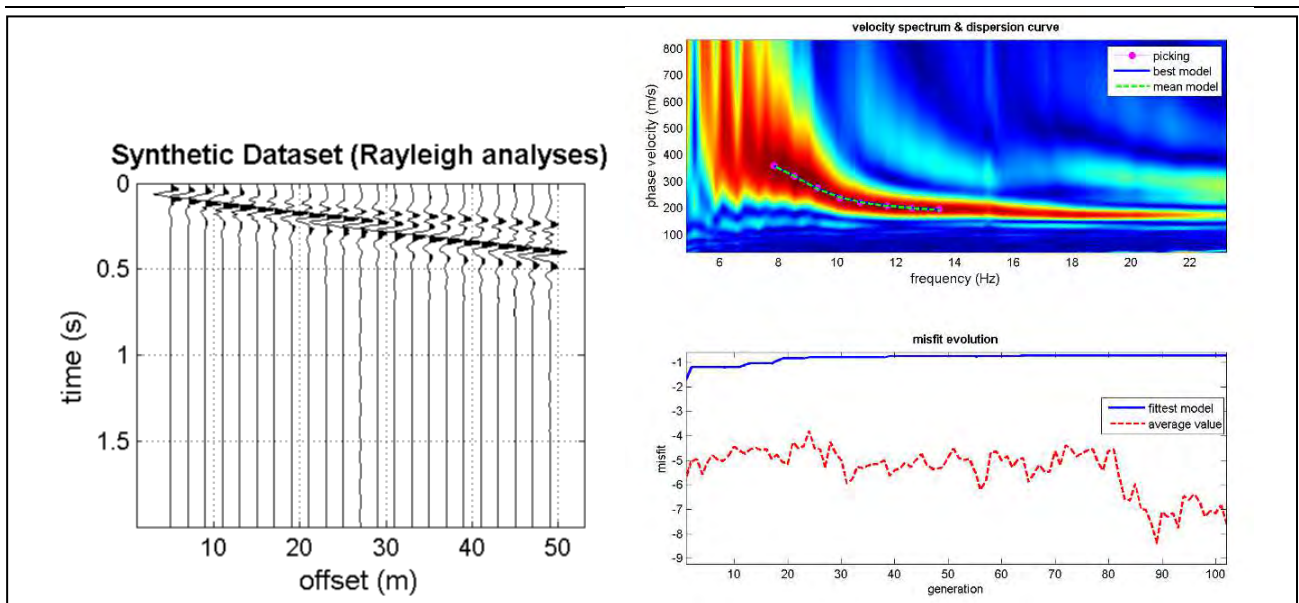 Synthetic Dataset (Rayleigh analyses)
0
0.5
1
1.5
time (s)
10 20 30 40 50
offset (m)
velocity spectrum & dispersion curve
800
700
600
500
400
300
200
100
phase velocity (m/s)
picking
best model
mean model
6 8 10 12 14 16 18 20 22
frequency (Hz)
misfit evolution
-1
-2
-3
-4
-5
-6
-7
-8
-9
misfit
fittest model
average value
10 20 30 40 50 60 70 80 90 100
generation